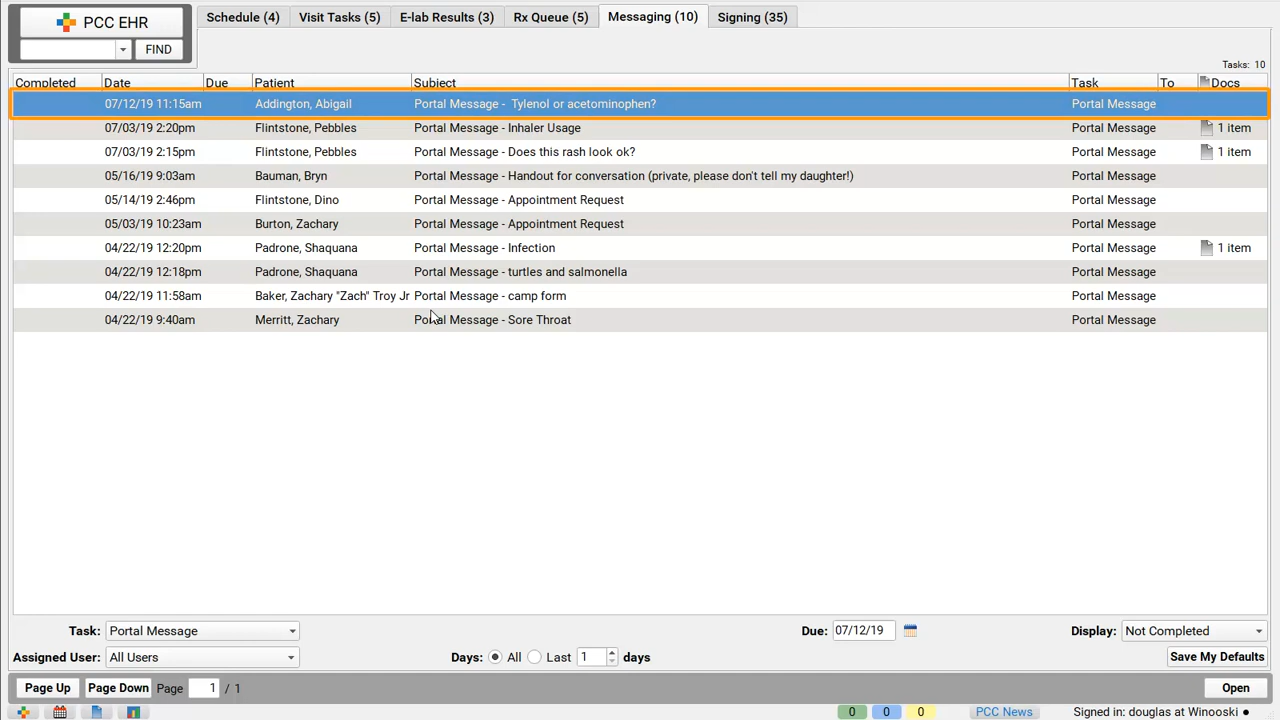 PCC EHR
FIND
Schedule (4) Visit Tasks (5) E-lab Results (3) Rx Queue (5) Messaging (10) Signing (35)
Tasks: 10
Completed Date Due Patient Subject Task To Docs
07/12/19 11:15am Addington, Abigail Portal Message - Tylenol or acetominophen? Portal Message
07/03/19 2:20pm Flintstone, Pebbles Portal Message - Inhaler Usage Portal Message 1 item
07/03/19 2:15pm Flintstone, Pebbles Portal Message - Does this rash look ok? Portal Message 1 item
05/16/19 9:03am Bauman, Bryn Portal Message - Handout for conversation (private, please don't tell my daughter!) Portal Message
05/14/19 2:46pm Flintstone, Dino Portal Message - Appointment Request Portal Message
05/03/19 10:23am Burton, Zachary Portal Message - Appointment Request Portal Message
04/22/19 12:20pm Padrone, Shaquana Portal Message - Infection Portal Message 1 item
04/22/19 12:18pm Padrone, Shaquana Portal Message - turtles and salmonella Portal Message
04/22/19 11:58am Baker, Zachary "Zach" Troy Jr Portal Message - camp form Portal Message
04/22/19 9:40am Merritt, Zachary Portal Message - Sore Throat Portal Message
Task: Portal Message Due: 07/12/19 Display: Not Completed
Assigned User: All Users Days: All Last 1 days Save My Defaults
Page Up Page Down Page 1 / 1 Open
0 0 0 PCC News Signed in: douglas at Winooski